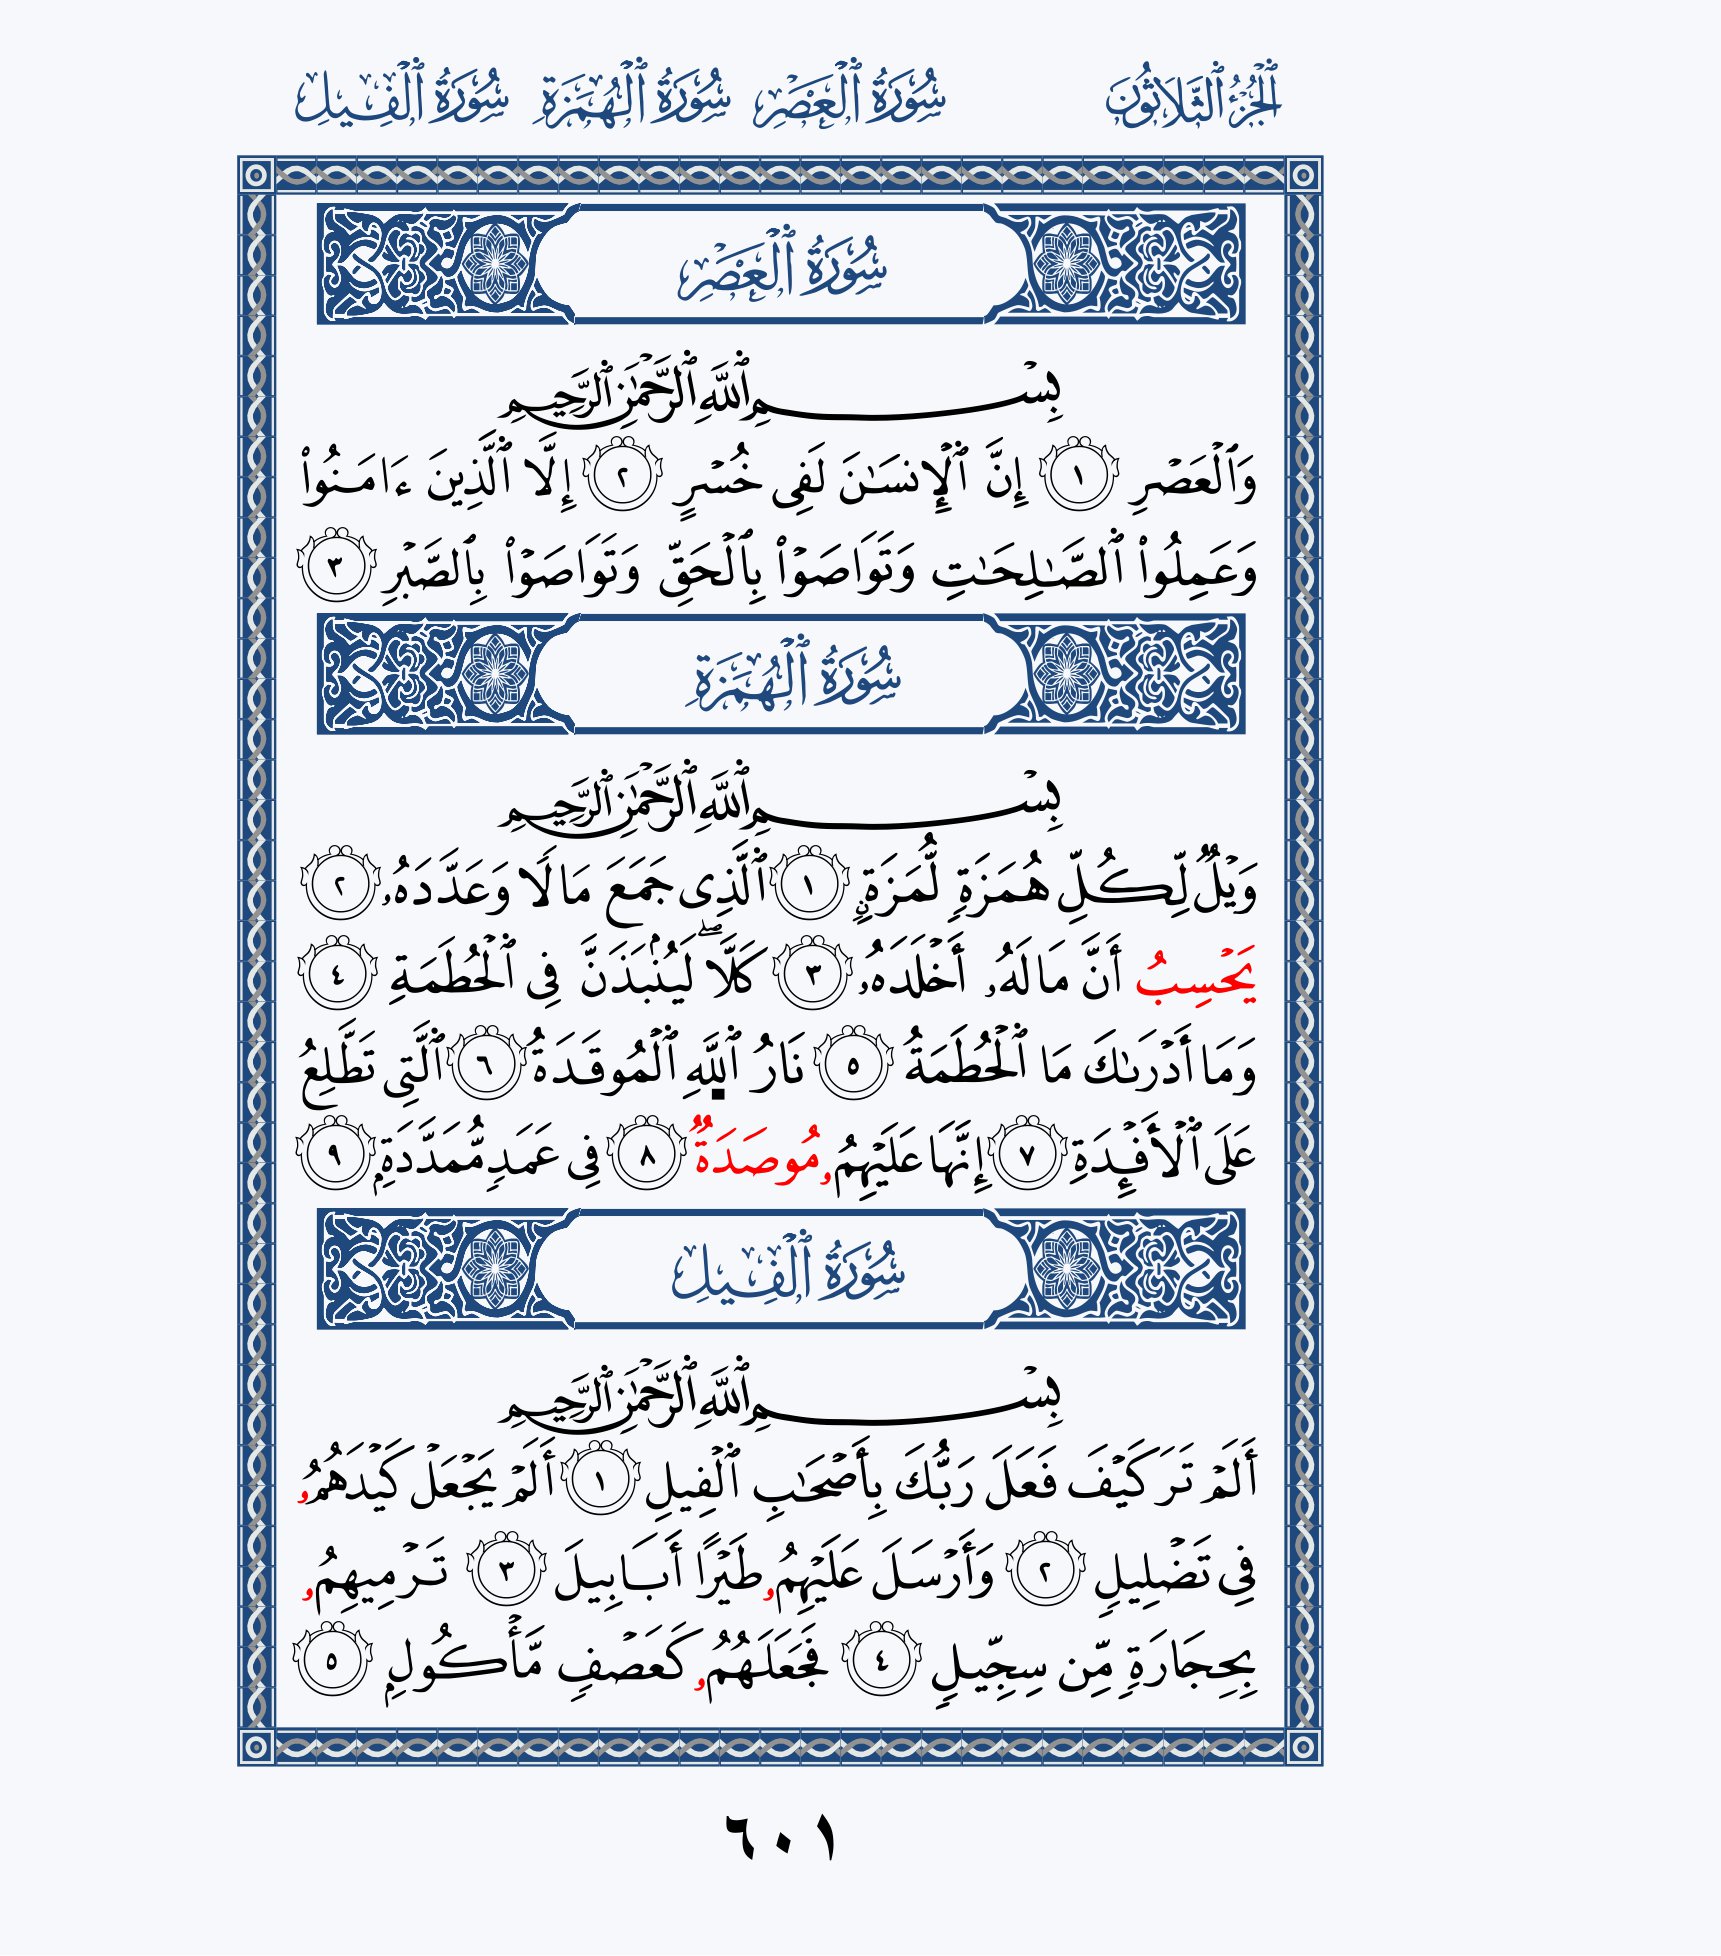 ٱلْجُزْءُ ٱلثَّلَاثُونَ سُورَةُ ٱلْعَصْرِ سُورَةُ ٱلْهُمَزَةِ سُورَةُ ٱلْفِيلِ
سُورَةُ ٱلْعَصْرِ
بِسْمِ ٱللَّهِ ٱلرَّحْمَٰنِ ٱلرَّحِيمِ
وَٱلْعَصْرِ ١ إِنَّ ٱلْإِنسَٰنَ لَفِى خُسْرٍ ٢ إِلَّا ٱلَّذِينَ ءَامَنُوا۟
وَعَمِلُوا۟ ٱلصَّٰلِحَٰتِ وَتَوَاصَوْا۟ بِٱلْحَقِّ وَتَوَاصَوْا۟ بِٱلصَّبْرِ ٣
سُورَةُ ٱلْهُمَزَةِ
بِسْمِ ٱللَّهِ ٱلرَّحْمَٰنِ ٱلرَّحِيمِ
وَيْلٌ لِّكُلِّ هُمَزَةٍ لُّمَزَةٍۨ ١ ٱلَّذِى جَمَعَ مَالًا وَعَدَّدَهُۥ ٢
يَحْسِبُ أَنَّ مَالَهُۥ أَخْلَدَهُۥ ٣ كَلَّاۖ لَيُنۢبَذَنَّ فِى ٱلْحُطَمَةِ ٤
وَمَا أَدْرَىٰكَ مَا ٱلْحُطَمَةُ ٥ نَارُ ٱللَّهِ ٱلْمُوقَدَةُ ٦ ٱلَّتِى تَطَّلِعُ
عَلَى ٱلْأَفْـِٔدَةِ ٧ إِنَّهَا عَلَيْهِمُۥ مُوصَدَةٌ ٨ فِى عَمَدٍ مُّمَدَّدَةٍۭ ٩
سُورَةُ ٱلْفِيلِ
بِسْمِ ٱللَّهِ ٱلرَّحْمَٰنِ ٱلرَّحِيمِ
أَلَمْ تَرَ كَيْفَ فَعَلَ رَبُّكَ بِأَصْحَٰبِ ٱلْفِيلِ ١ أَلَمْ يَجْعَلْ كَيْدَهُمُۥ
فِى تَضْلِيلٍ ٢ وَأَرْسَلَ عَلَيْهِمُۥ طَيْرًا أَبَابِيلَ ٣ تَرْمِيهِمُۥ
بِحِجَارَةٍ مِّن سِجِّيلٍ ٤ فَجَعَلَهُمُۥ كَعَصْفٍ مَّأْكُولٍۭ ٥
٦٠١